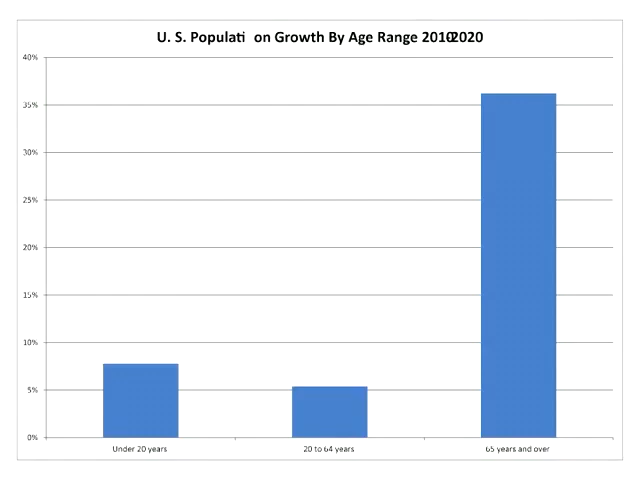 U. S. Populati on Growth By Age Range 2010-2020
40%
35%
30%
25%
20%
15%
10%
5%
0%
Under 20 years
20 to 64 years
65 years and over